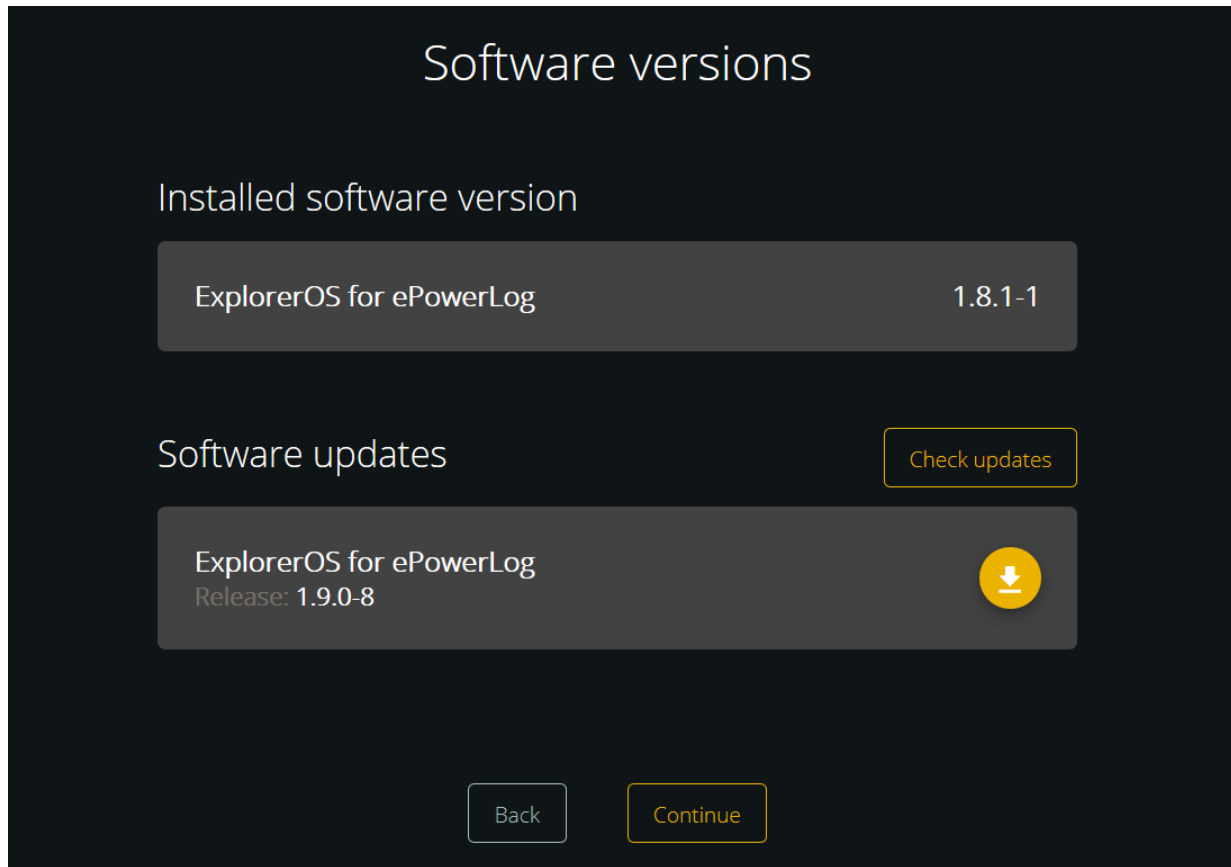 Software versions
Installed software version
ExplorerOS for ePowerLog 1.8.1-1
Software updates
Check updates
ExplorerOS for ePowerLog
Release: 1.9.0-8
Back
Continue